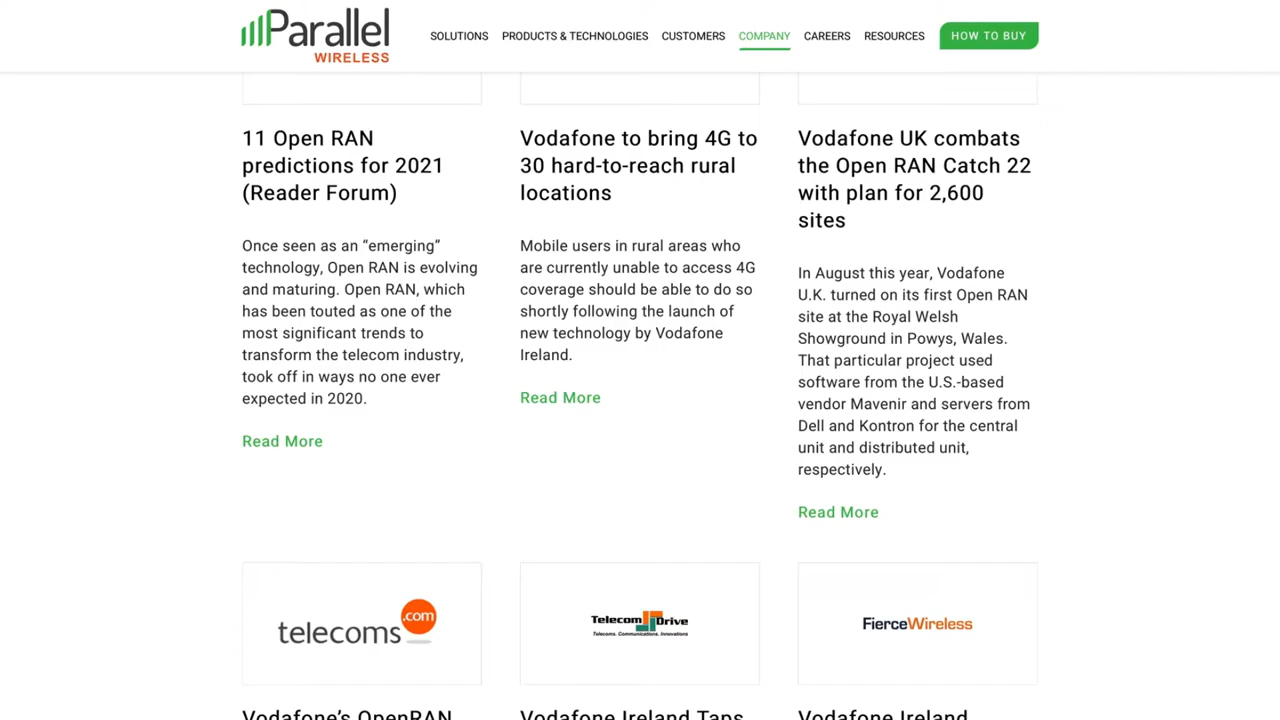 Parallel
WIRELESS
SOLUTIONS PRODUCTS & TECHNOLOGIES CUSTOMERS COMPANY CAREERS RESOURCES HOW TO BUY
11 Open RAN
predictions for 2021
(Reader Forum)
Once seen as an “emerging”
technology, Open RAN is evolving
and maturing. Open RAN, which
has been touted as one of the
most significant trends to
transform the telecom industry,
took off in ways no one ever
expected in 2020.
Read More
Vodafone to bring 4G to
30 hard-to-reach rural
locations
Mobile users in rural areas who
are currently unable to access 4G
coverage should be able to do so
shortly following the launch of
new technology by Vodafone
Ireland.
Read More
Vodafone UK combats
the Open RAN Catch 22
with plan for 2,600
sites
In August this year, Vodafone
U.K. turned on its first Open RAN
site at the Royal Welsh
Showground in Powys, Wales.
That particular project used
software from the U.S.-based
vendor Mavenir and servers from
Dell and Kontron for the central
unit and distributed unit,
respectively.
Read More
telecoms.com
Telecom Drive
Telecoms. Communications. Innovations
FierceWireless
Vodafone’s OpenRAN
Vodafone Ireland Taps
Vodafone Ireland